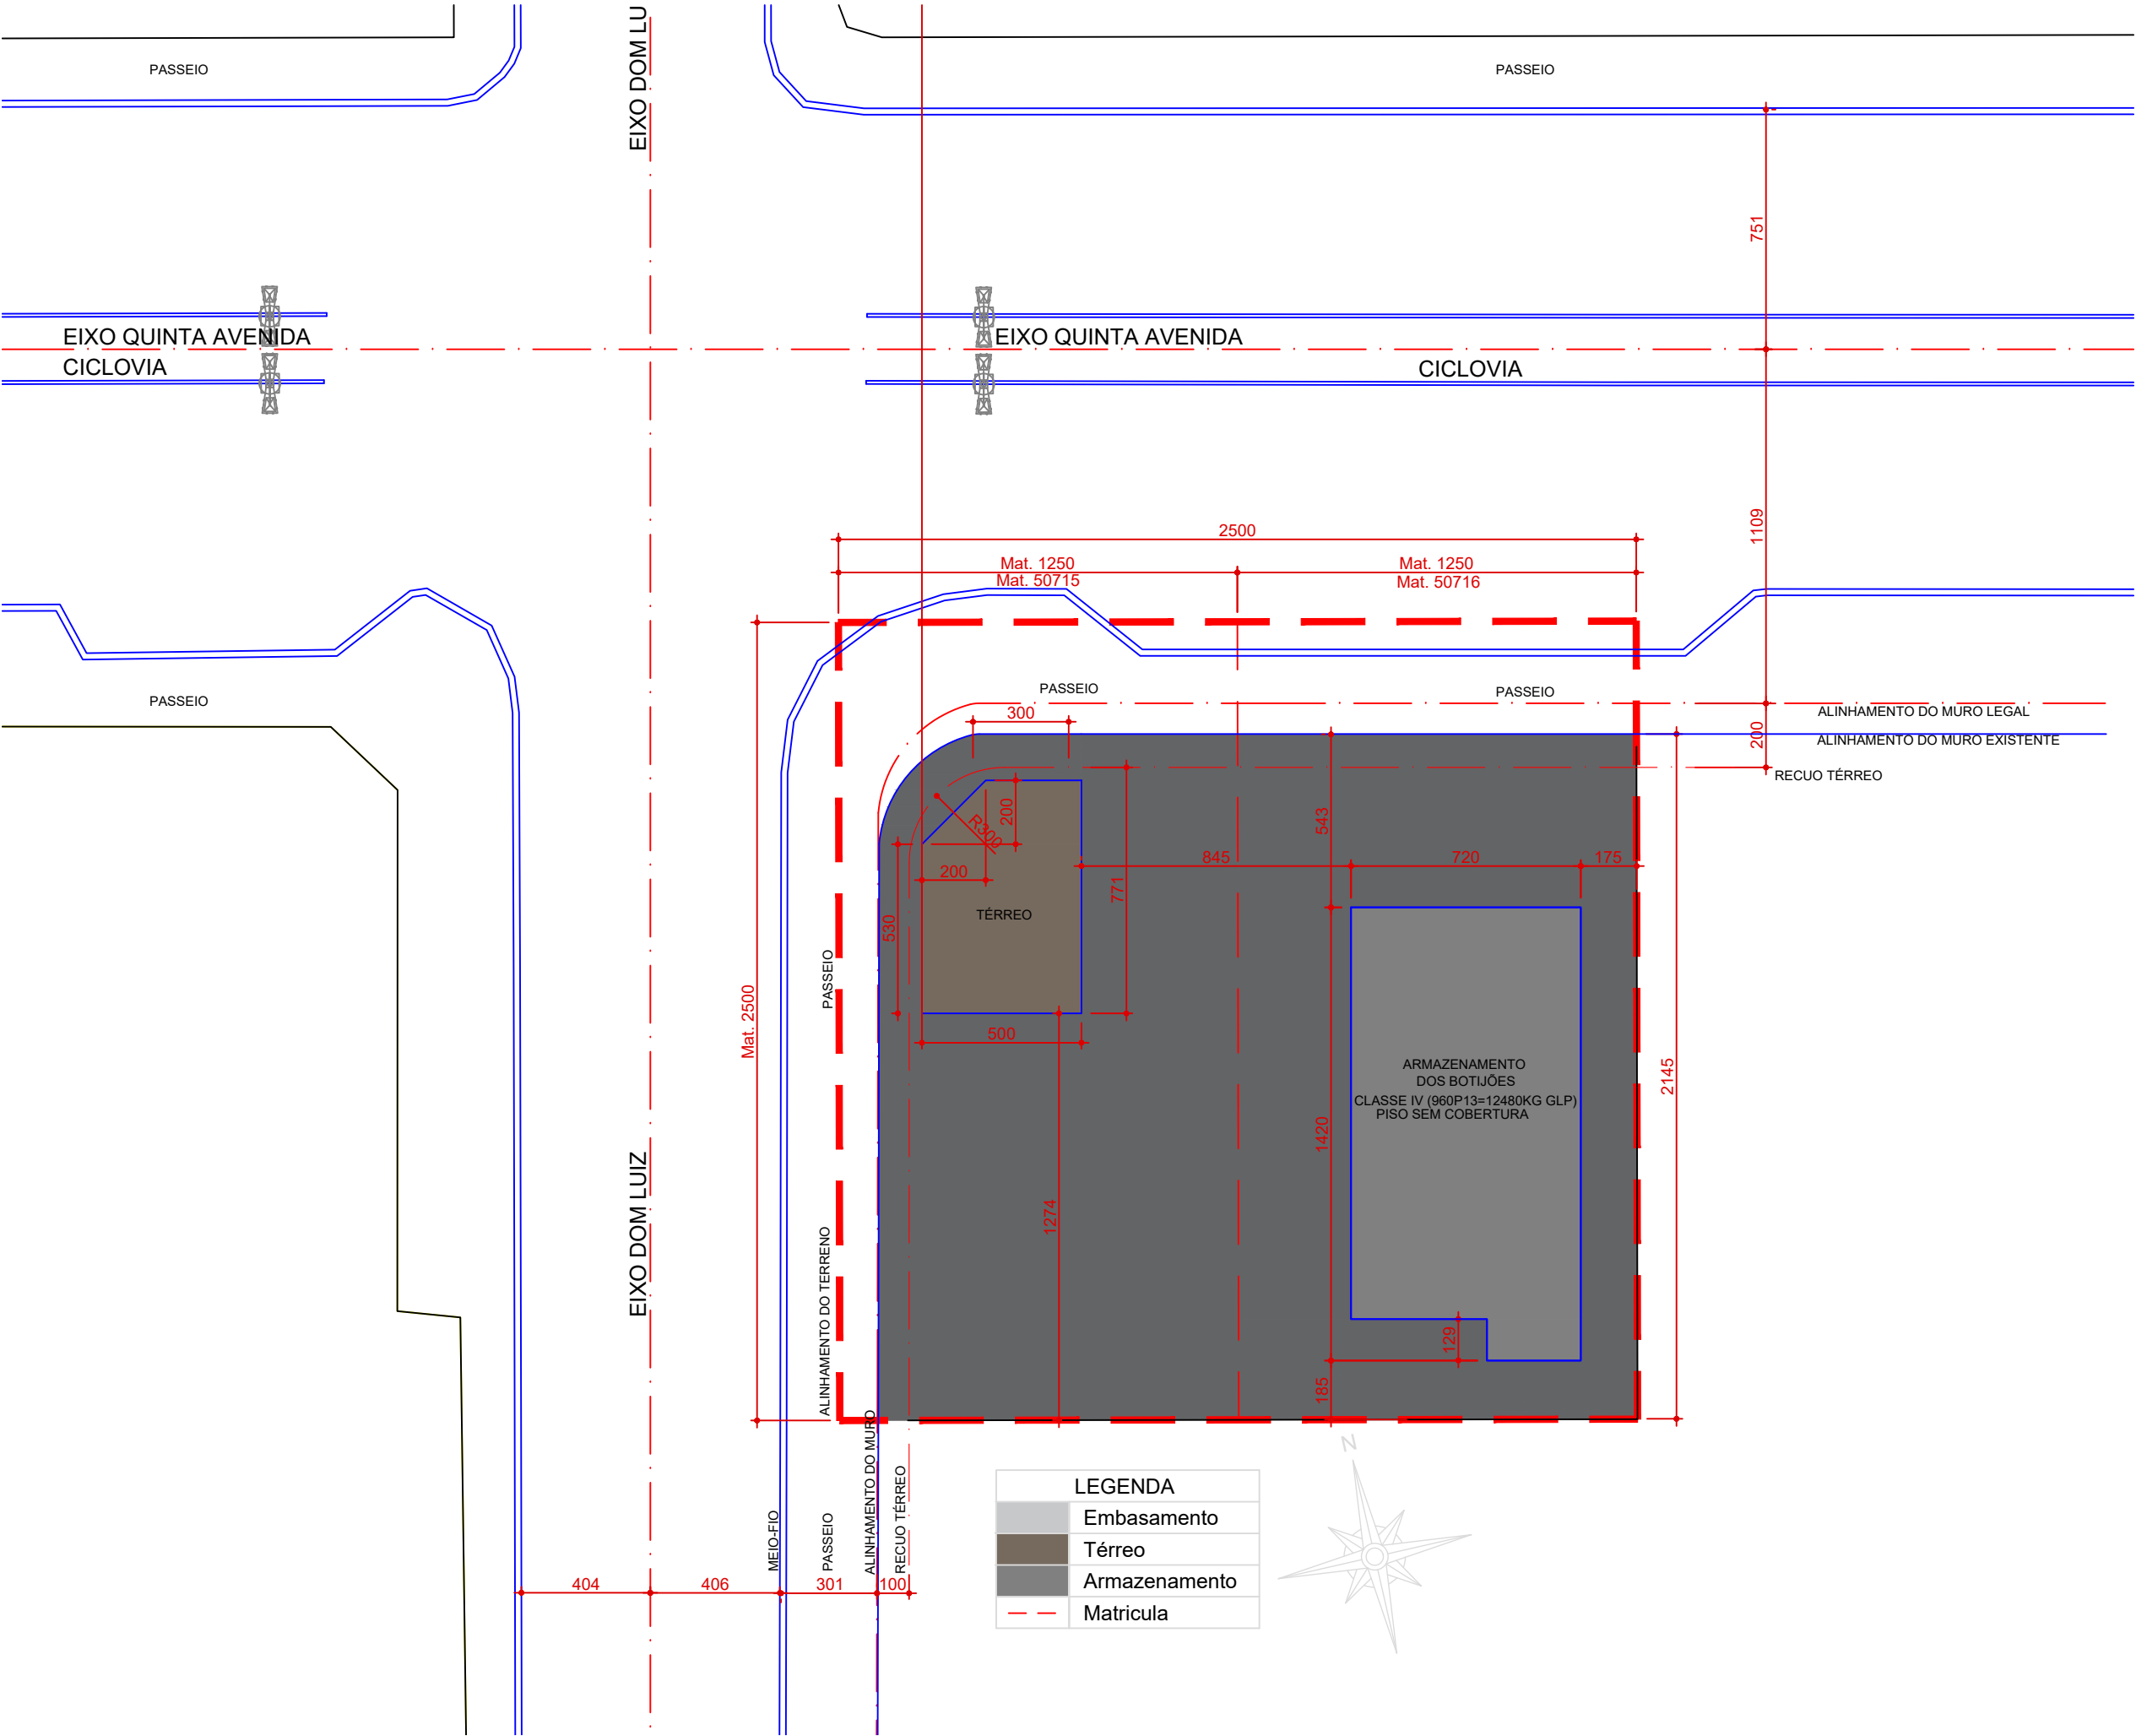 EIXO DOM LU
PASSEIO
PASSEIO
751
EIXO QUINTA AVENIDA
CICLOVIA
EIXO QUINTA AVENIDA
CICLOVIA
2500
1109
Mat. 1250
Mat. 50715
Mat. 1250
Mat. 50716
PASSEIO
PASSEIO
PASSEIO
300
200
ALINHAMENTO DO MURO LEGAL
ALINHAMENTO DO MURO EXISTENTE
RECUO TÉRREO
200
R300
543
845
720
175
200
771
530
TÉRREO
PASSEIO
Mat. 2500
500
2145
ARMAZENAMENTO
DOS BOTIJÕES
CLASSE IV (960P13=12480KG GLP)
PISO SEM COBERTURA
1420
1274
EIXO DOM LUIZ
ALINHAMENTO DO TERRENO
129
185
ALINHAMENTO DO MURO
RECUO TÉRREO
MEIO-FIO
PASSEIO
404
406
301
100
N
LEGENDA
Embasamento
Térreo
Armazenamento
Matricula